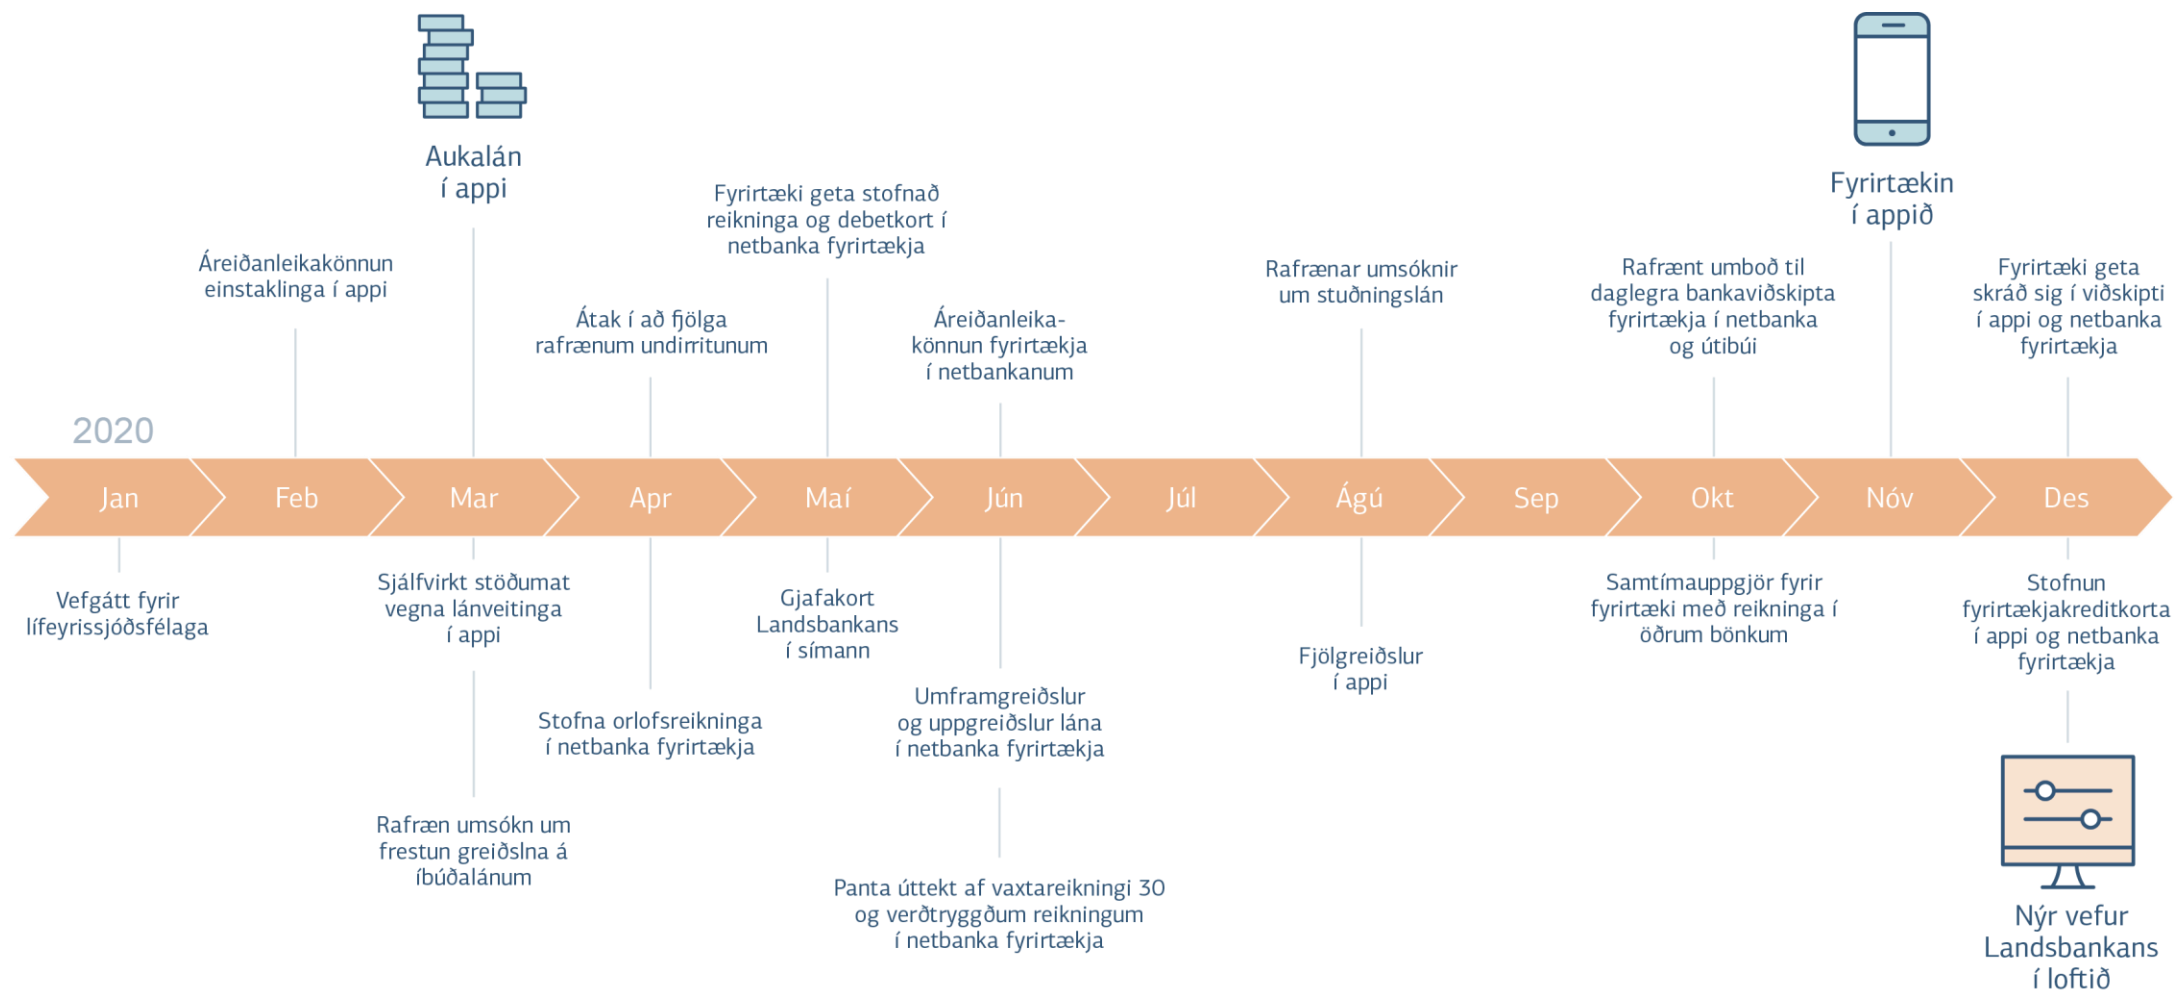 Aukalán
í appi
Fyrirtækin
í appið
Fyrirtæki geta stofnað
reikninga og debetkort í
netbanka fyrirtækja
Áreiðanleikakönnun
einstaklinga í appi
Átak í að fjölga
rafrænum undirritunum
Áreiðanleika-
könnun fyrirtækja
í netbankanum
Rafrænar umsóknir
um stuðningslán
Rafrænt umboð til
daglegra bankaviðskipta
fyrirtækja í netbanka
og útibúi
Fyrirtæki geta
skráð sig í viðskipti
í appi og netbanka
fyrirtækja
2020
Jan
Feb
Mar
Apr
Maí
Jún
Júl
Ágú
Sep
Okt
Nóv
Des
Vefgátt fyrir
lífeyrissjóðsfélaga
Sjálfvirkt stöðumat
vegna lánveitinga
í appi
Rafræn umsókn um
frestun greiðslna á
íbúðalánum
Stofna orlofsreikninga
í netbanka fyrirtækja
Gjafakort
Landsbankans
í símann
Umframgreiðslur
og uppgreiðslur lána
í netbanka fyrirtækja
Panta úttekt af vaxtareikningi 30
og verðtryggðum reikningum
í netbanka fyrirtækja
Fjölgreiðslur
í appi
Samtímauppgjör fyrir
fyrirtæki með reikninga í
öðrum bönkum
Stofnun
fyrirtækjakreditkorta
í appi og netbanka
fyrirtækja
Nýr vefur
Landsbankans
í loftið